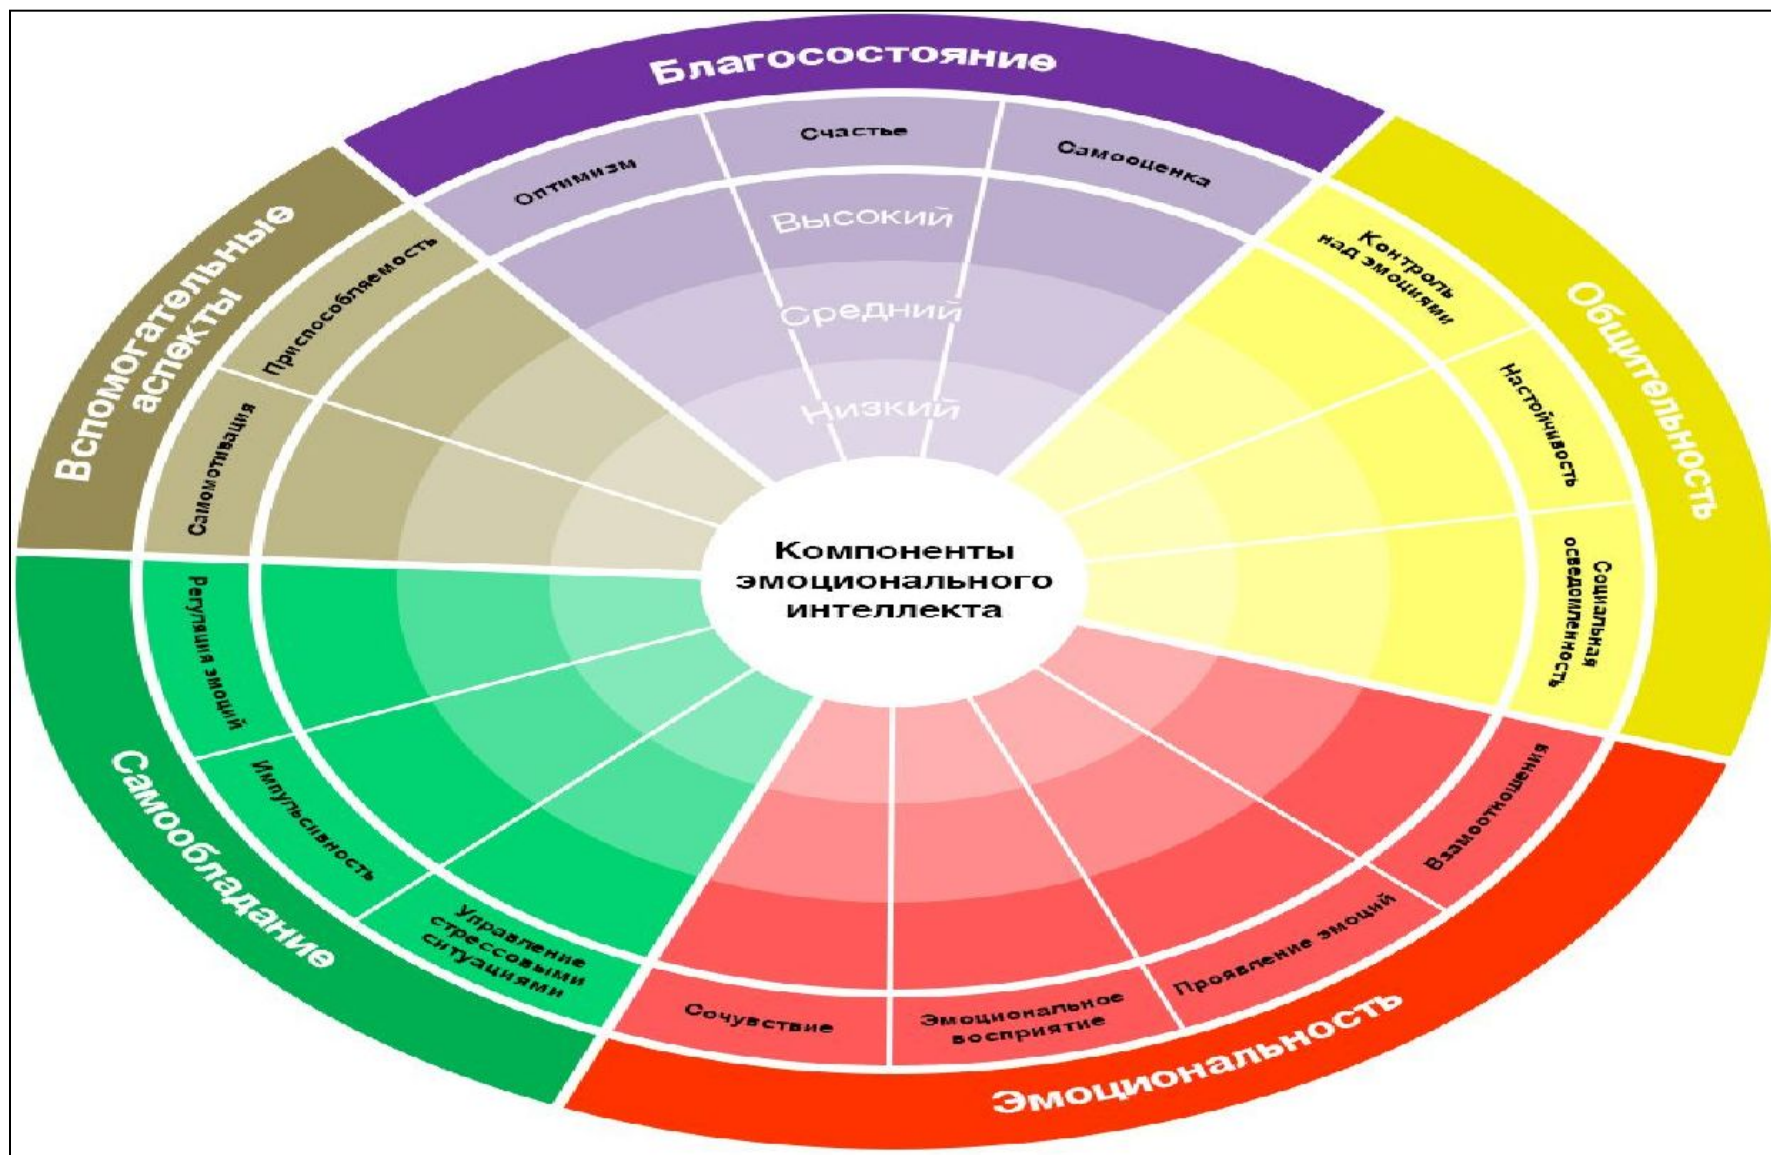 Благосостояние
Оптимизм
Счастье
Самооценка
Высокий
Средний
Низкий
Общительность
Контроль
над эмоциями
Настойчивость
Социальная
осведомленность
Эмоциональность
Взамоотношения
Проявление эмоций
Эмоциональное
восприятие
Сочувствие
Самообладание
Управление
стрессовыми
ситуациями
Импульсивность
Регуляция эмоций
Вспомогательные
аспекты
Самомотивация
Приспособляемость
Компоненты
эмоционального
интеллекта